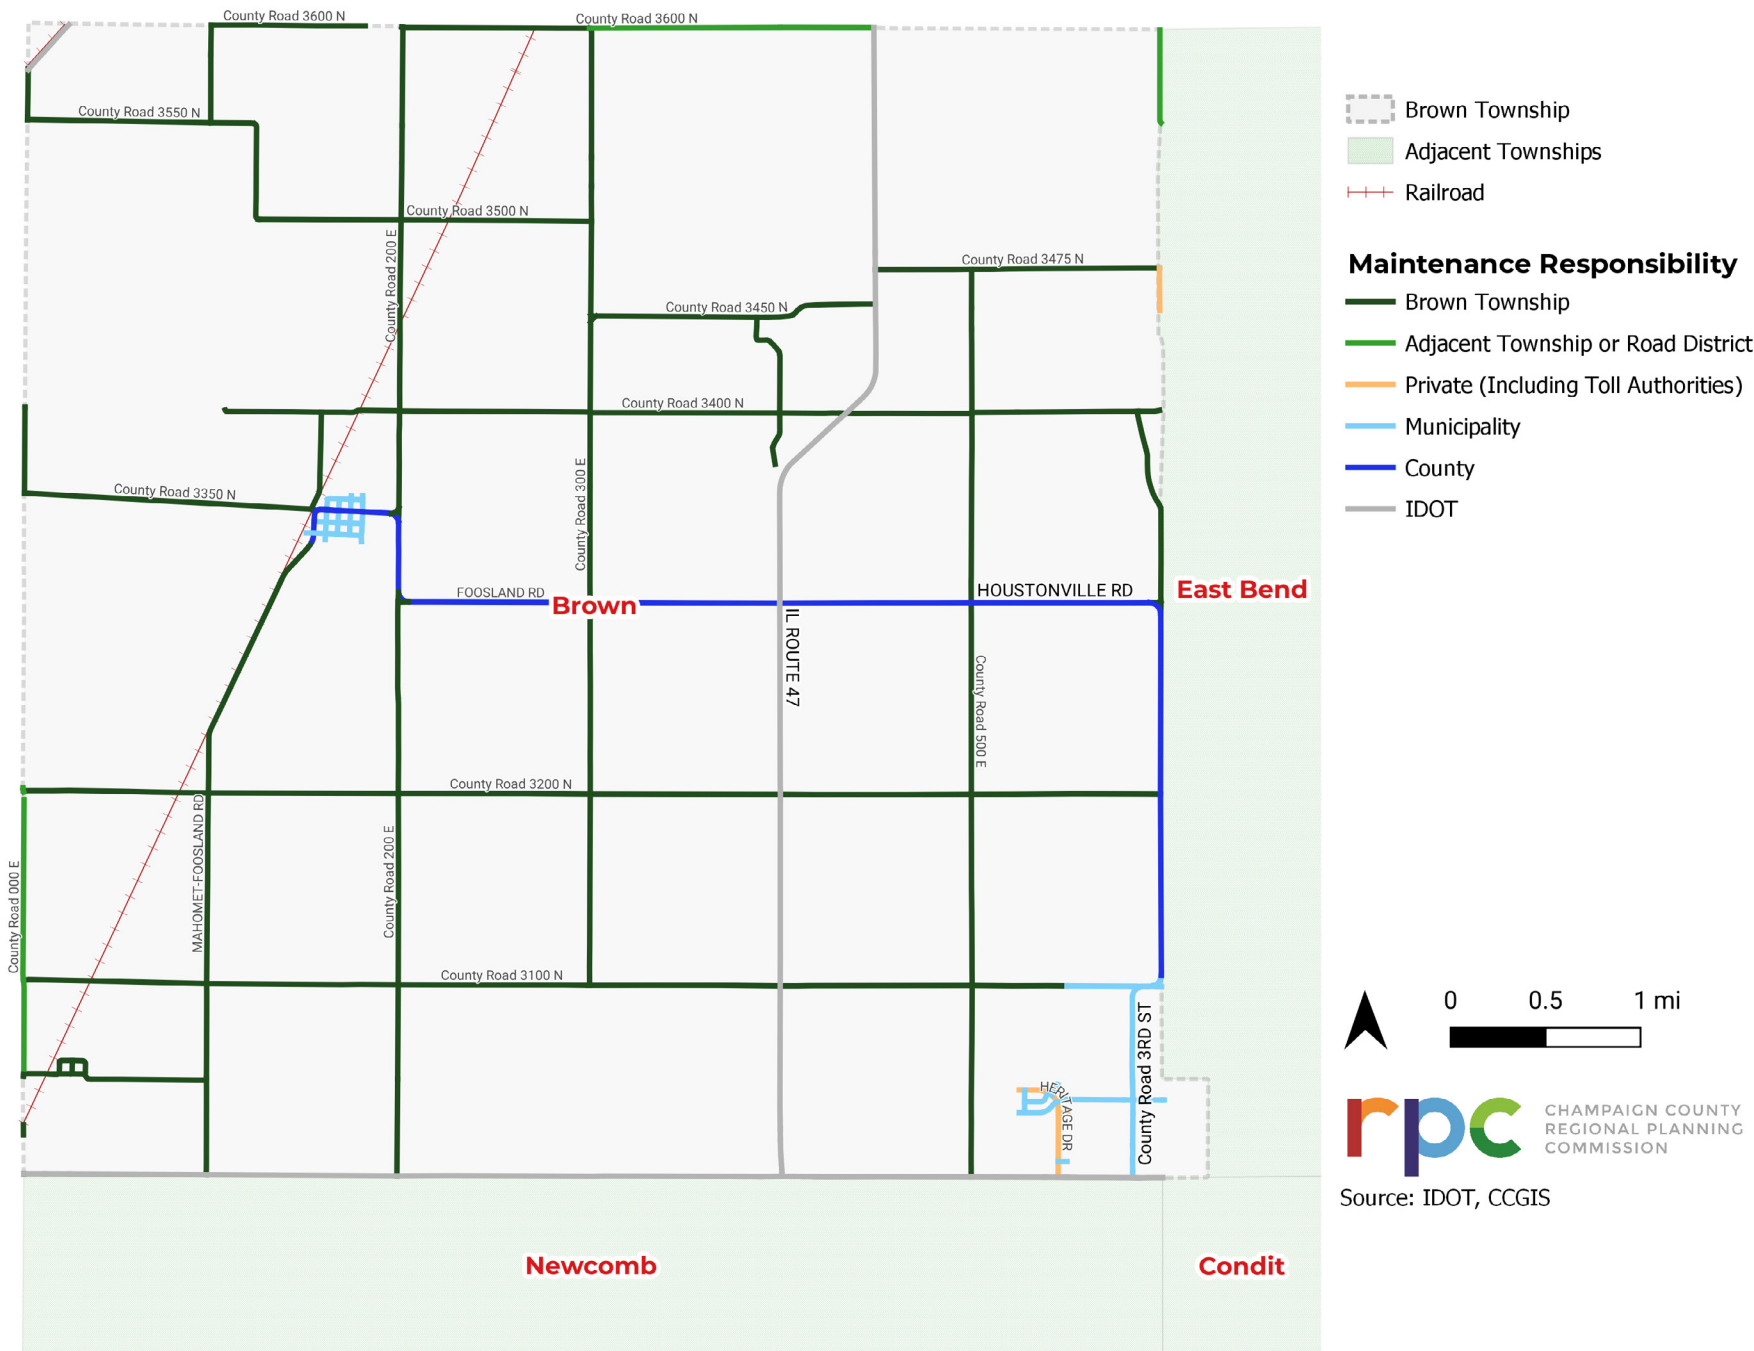 County Road 3600 N
County Road 3600 N
County Road 3550 N
County Road 3500 N
County Road 200 E
County Road 3475 N
County Road 3450 N
County Road 3400 N
County Road 300 E
County Road 3350 N
FOOSLAND RD
Brown
HOUSTONVILLE RD
East Bend
IL ROUTE 47
County Road 500 E
County Road 3200 N
MAHOMET-FOOSLAND RD
County Road 200 E
County Road 000 E
County Road 3100 N
County Road 3RD ST
HERITAGE DR
Newcomb
Condit
Brown Township
Adjacent Townships
Railroad
Maintenance Responsibility
Brown Township
Adjacent Township or Road District
Private (Including Toll Authorities)
Municipality
County
IDOT
0 0.5 1 mi
rpc
CHAMPAIGN COUNTY
REGIONAL PLANNING
COMMISSION
Source: IDOT, CCGIS